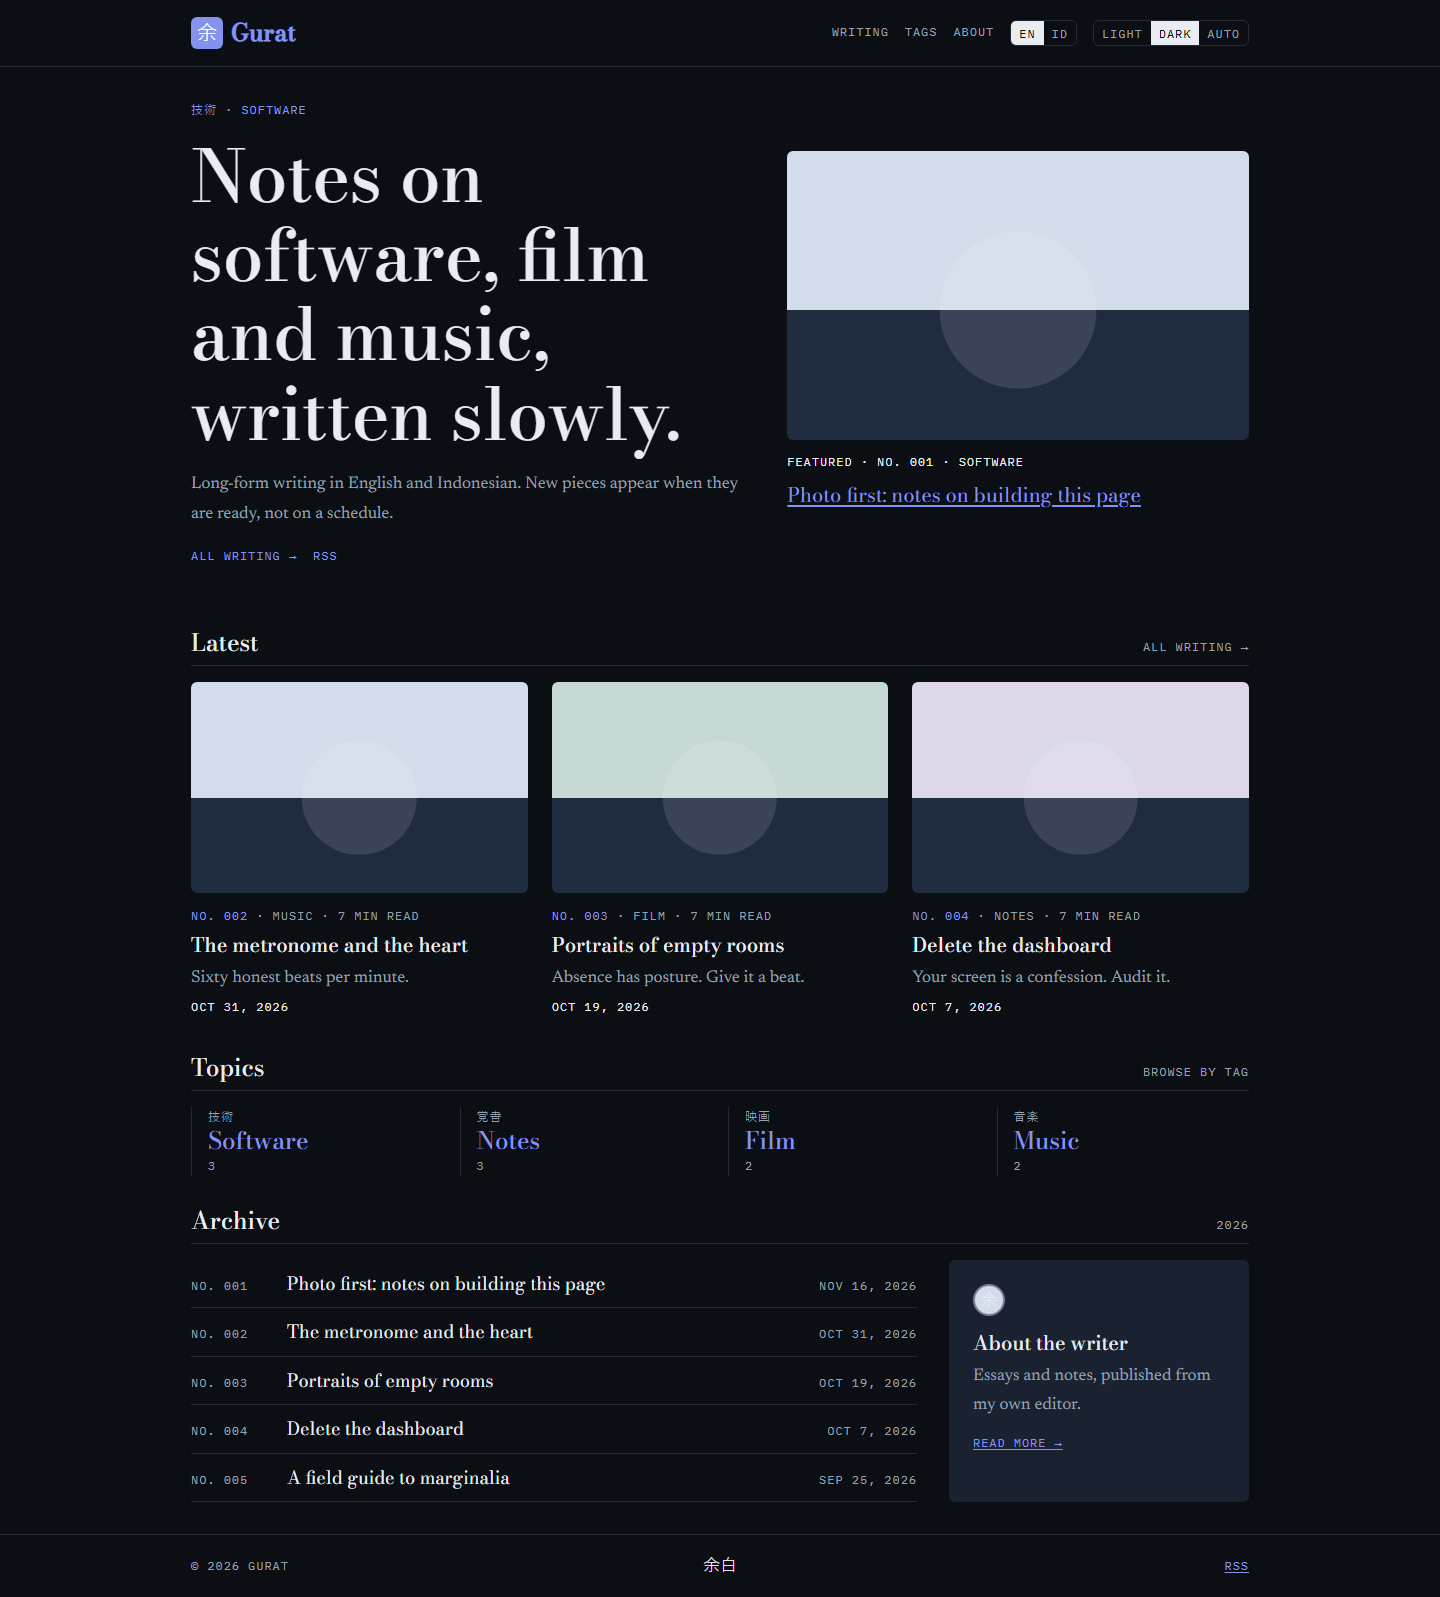 余 Gurat
WRITING TAGS ABOUT EN ID LIGHT DARK AUTO
技術 · SOFTWARE
Notes on
software, film
and music,
written slowly.
Long-form writing in English and Indonesian. New pieces appear when they
are ready, not on a schedule.
ALL WRITING → RSS
FEATURED · NO. 001 · SOFTWARE
Photo first: notes on building this page
Latest
ALL WRITING →
NO. 002 · MUSIC · 7 MIN READ
The metronome and the heart
Sixty honest beats per minute.
OCT 31, 2026
NO. 003 · FILM · 7 MIN READ
Portraits of empty rooms
Absence has posture. Give it a beat.
OCT 19, 2026
NO. 004 · NOTES · 7 MIN READ
Delete the dashboard
Your screen is a confession. Audit it.
OCT 7, 2026
Topics
BROWSE BY TAG
技術
Software
3
覚書
Notes
3
映画
Film
2
音楽
Music
2
Archive
2026
NO. 001 Photo first: notes on building this page NOV 16, 2026
NO. 002 The metronome and the heart OCT 31, 2026
NO. 003 Portraits of empty rooms OCT 19, 2026
NO. 004 Delete the dashboard OCT 7, 2026
NO. 005 A field guide to marginalia SEP 25, 2026
余
About the writer
Essays and notes, published from
my own editor.
READ MORE →
© 2026 GURAT
余白
RSS